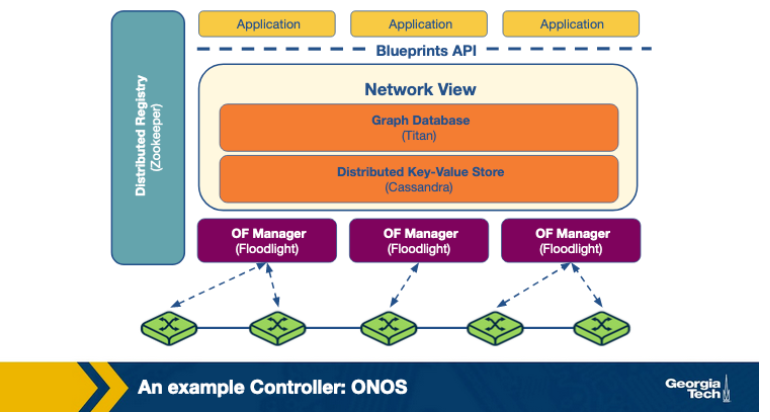 Application
Application
Application
Blueprints API
Distributed Registry
(Zookeeper)
Network View
Graph Database
(Titan)
Distributed Key-Value Store
(Cassandra)
OF Manager
(Floodlight)
OF Manager
(Floodlight)
OF Manager
(Floodlight)
An example Controller: ONOS
Georgia
Tech